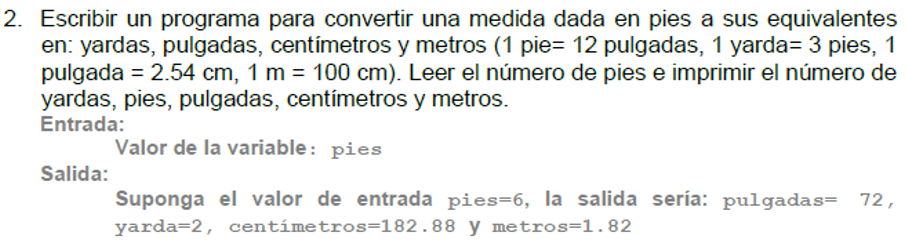 2. Escribir un programa para convertir una medida dada en pies a sus equivalentes
en: yardas, pulgadas, centímetros y metros (1 pie= 12 pulgadas, 1 yarda= 3 pies, 1
pulgada = 2.54 cm, 1 m = 100 cm). Leer el número de pies e imprimir el número de
yardas, pies, pulgadas, centímetros y metros.
Entrada:
Valor de la variable: pies
Salida:
Suponga el valor de entrada pies=6, la salida sería: pulgadas= 72,
yarda=2, centímetros=182.88 y metros=1.82